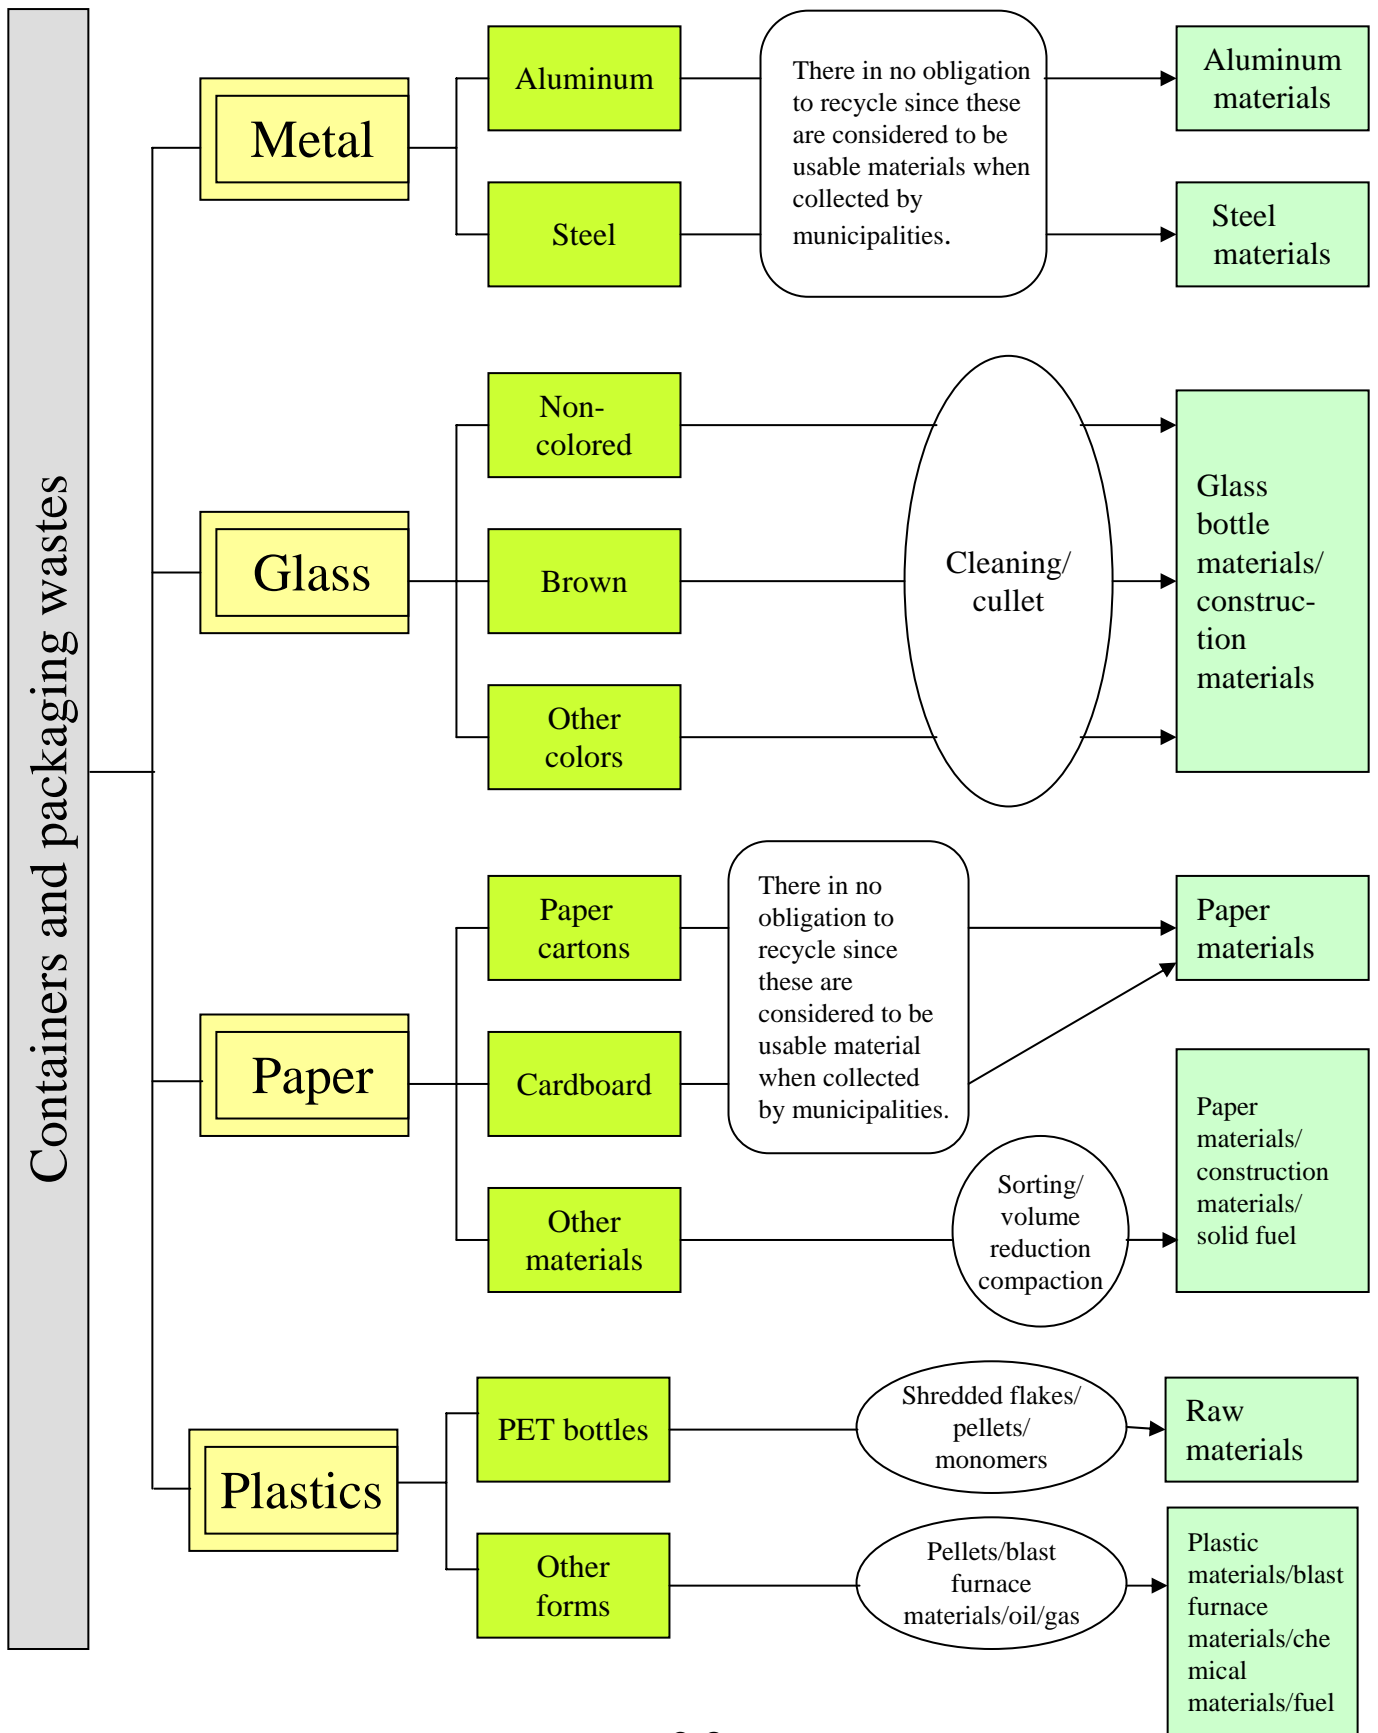 Containers and packaging wastes
Metal
Aluminum
Steel
There in no obligation
to recycle since these
are considered to be
usable materials when
collected by
municipalities.
Aluminum
materials
Steel
materials
Glass
Non-
colored
Brown
Other
colors
Cleaning/
cullet
Glass
bottle
materials/
construc-
tion
materials
Paper
Paper
cartons
Cardboard
Other
materials
There in no
obligation to
recycle since
these are
considered to be
usable material
when collected
by municipalities.
Sorting/
volume
reduction
compaction
Paper
materials
Paper
materials/
construction
materials/
solid fuel
Plastics
PET bottles
Other
forms
Shredded flakes/
pellets/
monomers
Pellets/blast
furnace
materials/oil/gas
Raw
materials
Plastic
materials/blast
furnace
materials/che
mical
materials/fuel